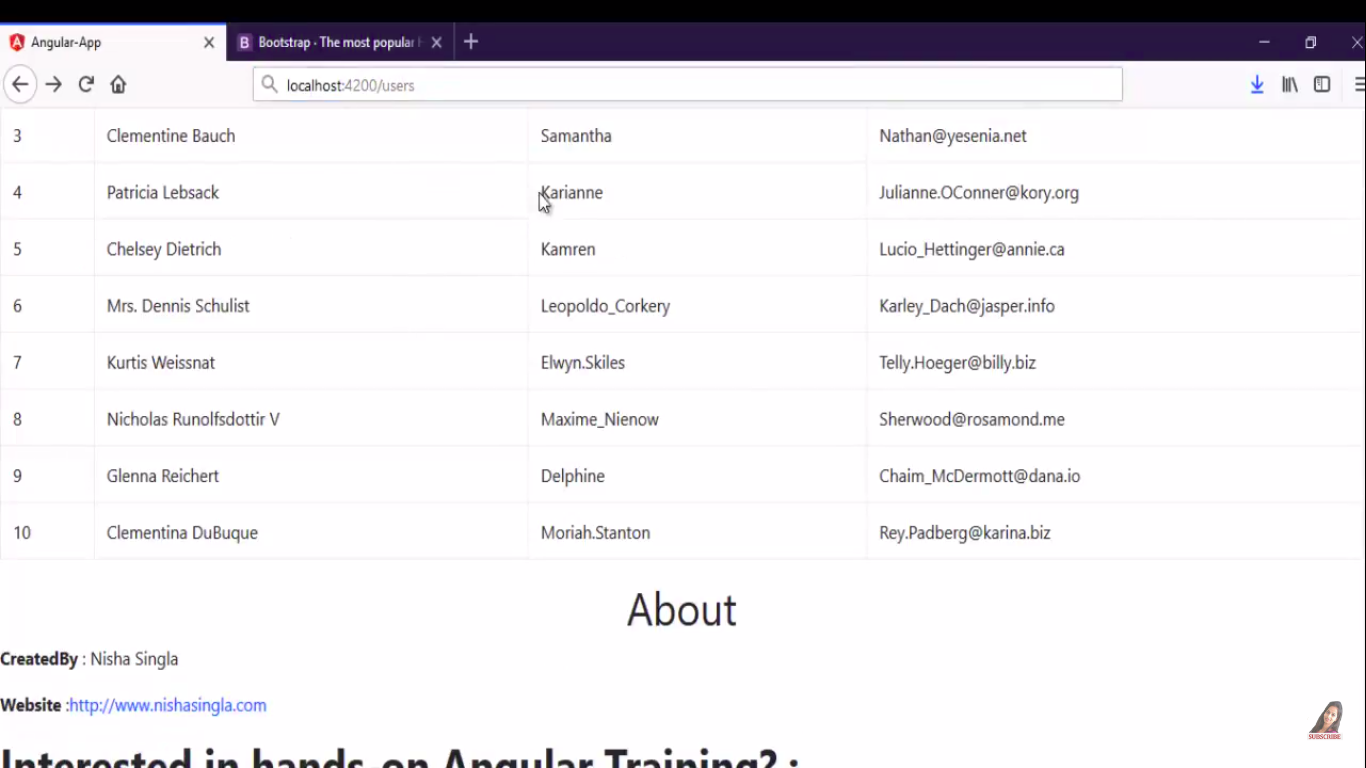 Angular-App
Bootstrap · The most popular
localhost:4200/users
3 Clementine Bauch Samantha Nathan@yesenia.net
4 Patricia Lebsack Karianne Julianne.OConner@kory.org
5 Chelsey Dietrich Kamren Lucio_Hettinger@annie.ca
6 Mrs. Dennis Schulist Leopoldo_Corkery Karley_Dach@jasper.info
7 Kurtis Weissnat Elwyn.Skiles Telly.Hoeger@billy.biz
8 Nicholas Runolfsdottir V Maxime_Nienow Sherwood@rosamond.me
9 Glenna Reichert Delphine Chaim_McDermott@dana.io
10 Clementina DuBuque Moriah.Stanton Rey.Padberg@karina.biz
About
CreatedBy : Nisha Singla
Website :http://www.nishasingla.com
SUBSCRIBE
Interested in hands-on Angular Training? :